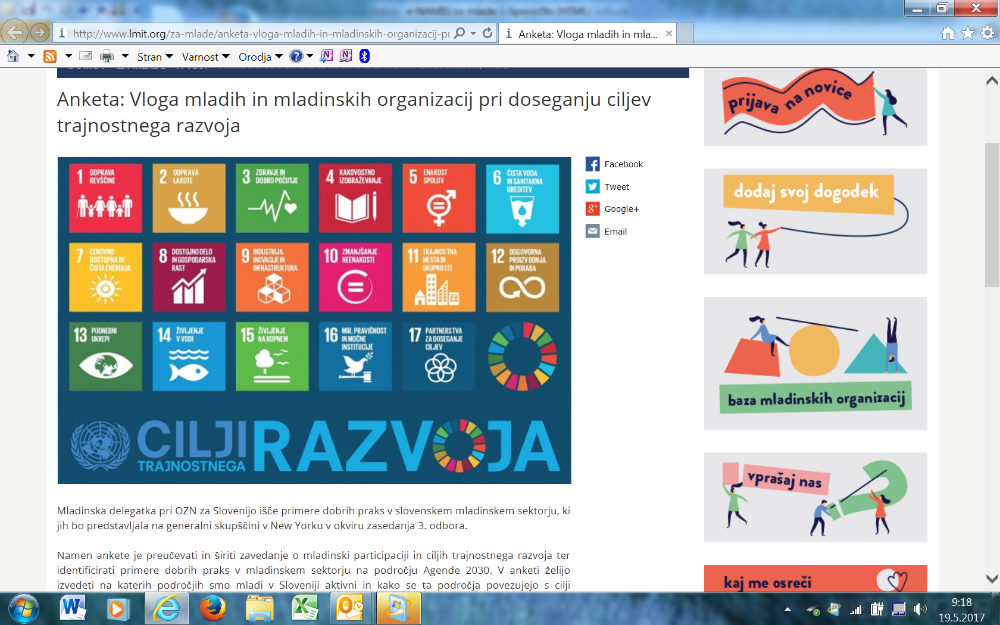 http://www.lmit.org/za-mlade/anketa-vloga-mladih-in-mladinskih-organizacij-pr
Anketa: Vloga mladih in mla...
Stran
Varnost
Orodja
Anketa: Vloga mladih in mladinskih organizacij pri doseganju ciljev
trajnostnega razvoja
1 ODPRAVA
REVŠČINE
2 ODPRAVA
LAKOTE
3 ZDRAVJE IN
DOBRO POČUTJE
4 KAKOVOSTNO
IZOBRAŽEVANJE
5 ENAKOST
SPOLOV
6 ČISTA VODA
IN SANITARNA
UREDITEV
7 CENOVNO
DOSTOPNA IN
ČISTA ENERGIJA
8 DOSTOJNO DELO
IN GOSPODARSKA
RAST
9 INDUSTRIJA,
INOVACIJE IN
INFRASTRUKTURA
10 ZMANJŠANJE
NEENAKOSTI
11 TRAJNOSTNA
MESTA IN
SKUPNOSTI
12 ODGOVORNA
PROIZVODNJA
IN PORABA
13 PODNEBNI
UKREPI
14 ŽIVLJENJE
V VODI
15 ŽIVLJENJE
NA KOPNEM
16 MIR, PRAVIČNOST
IN MOČNE
INSTITUCIJE
17 PARTNERSTVA
ZA DOSEGANJE
CILJEV
CILJI
TRAJNOSTNEGA
RAZVOJA
Facebook
Tweet
Google+
Email
Mladinska delegatka pri OZN za Slovenijo išče primere dobrih praks v slovenskem mladinskem sektorju, ki
jih bo predstavljala na generalni skupščini v New Yorku v okviru zasedanja 3. odbora.
Namen ankete je preučevati in širiti zavedanje o mladinski participaciji in ciljih trajnostnega razvoja ter
identificirati primere dobrih praks v mladinskem sektorju na področju Agende 2030. V anketi želijo
izvedeti na katerih področjih smo mladi v Sloveniji aktivni in kako se ta področja povezujejo s cilji
prijava na novice
dodaj svoj dogodek
baza mladinskih organizacij
vprašaj nas
kaj me osreči
9:18
19.5.2017